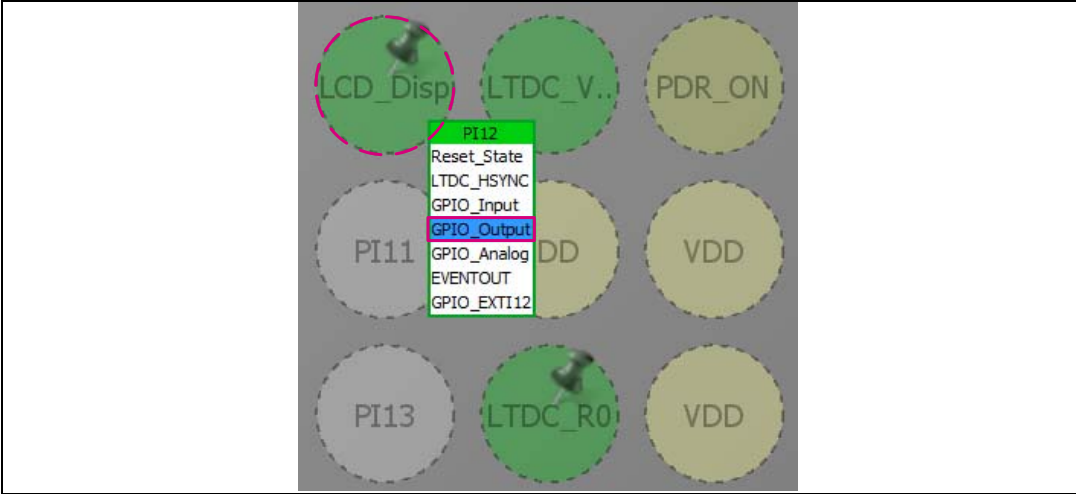 LCD_Disp
LTDC_V..
PDR_ON
PI12
Reset_State
LTDC_HSYNC
GPIO_Input
GPIO_Output
GPIO_Analog
EVENTOUT
GPIO_EXTI12
PI11
DD
VDD
PI13
LTDC_R0
VDD